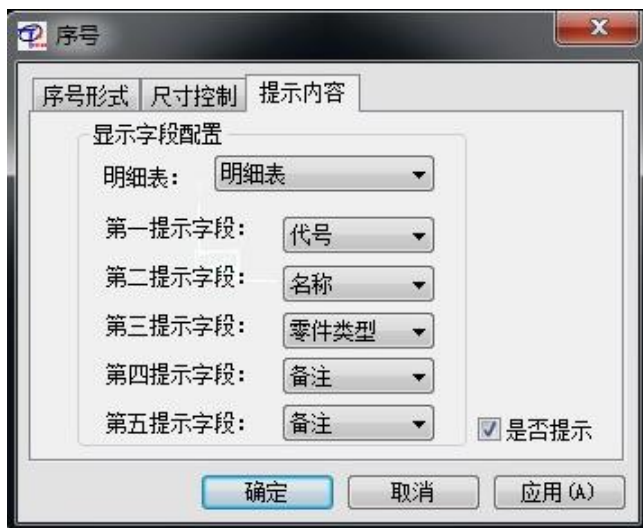 序号
序号形式 尺寸控制 提示内容
显示字段配置
明细表： 明细表
第一提示字段： 代号
第二提示字段： 名称
第三提示字段： 零件类型
第四提示字段： 备注
第五提示字段： 备注
是否提示
确定 取消 应用(A)